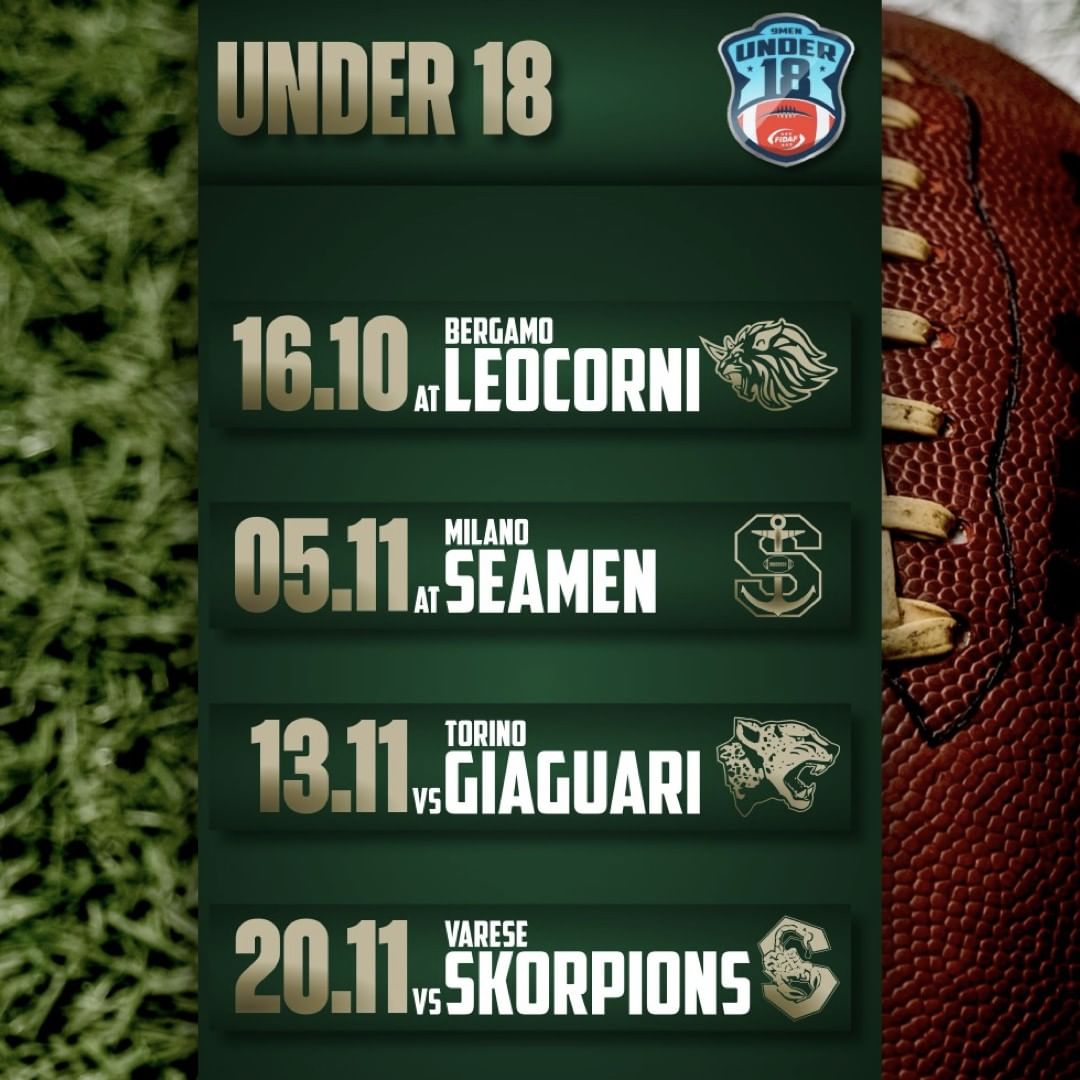 UNDER 18
9MEN
UNDER
18
FIDAF
16.10 AT BERGAMO
LEOCORNI
05.11 AT MILANO
SEAMEN
13.11 VS TORINO
GIAGUARI
20.11 VS VARESE
SKORPIONS